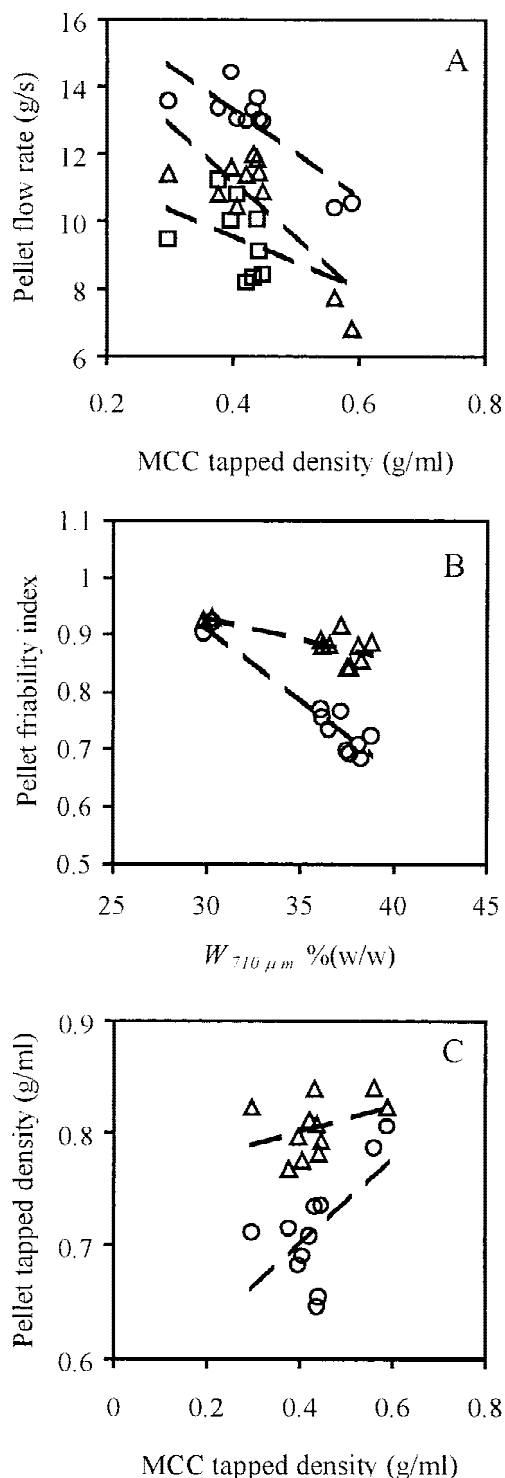 A
Pellet flow rate (g/s)
16
14
12
10
8
6
0.2 0.4 0.6 0.8
MCC tapped density (g/ml)
B
Pellet friability index
1.1
1
0.9
0.8
0.7
0.6
0.5
25 30 35 40 45
W 710 μm %(w/w)
C
Pellet tapped density (g/ml)
0.9
0.8
0.7
0.6
0 0.2 0.4 0.6 0.8
MCC tapped density (g/ml)